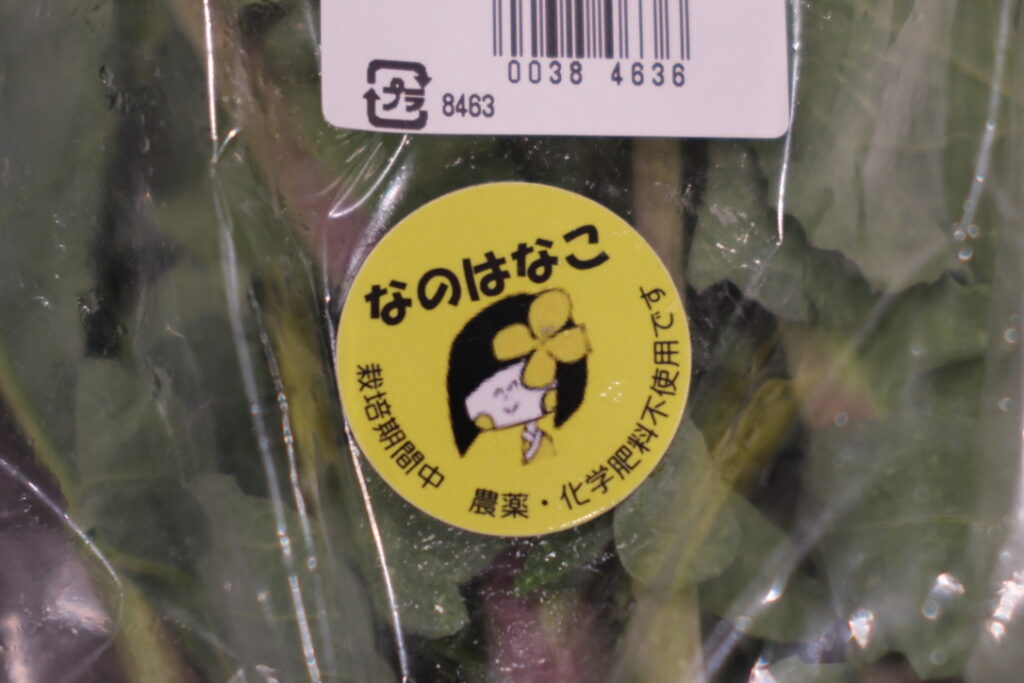 0038 4636
プラ 8463
なのはなこ
栽培期間中
農薬・化学肥料不使用です